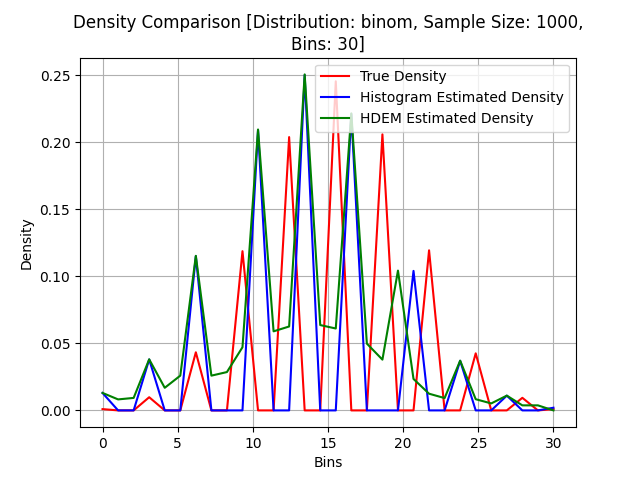 Density Comparison [Distribution: binom, Sample Size: 1000,
Bins: 30]
True Density
Histogram Estimated Density
HDEM Estimated Density
Density
0.25
0.20
0.15
0.10
0.05
0.00
0 5 10 15 20 25 30
Bins